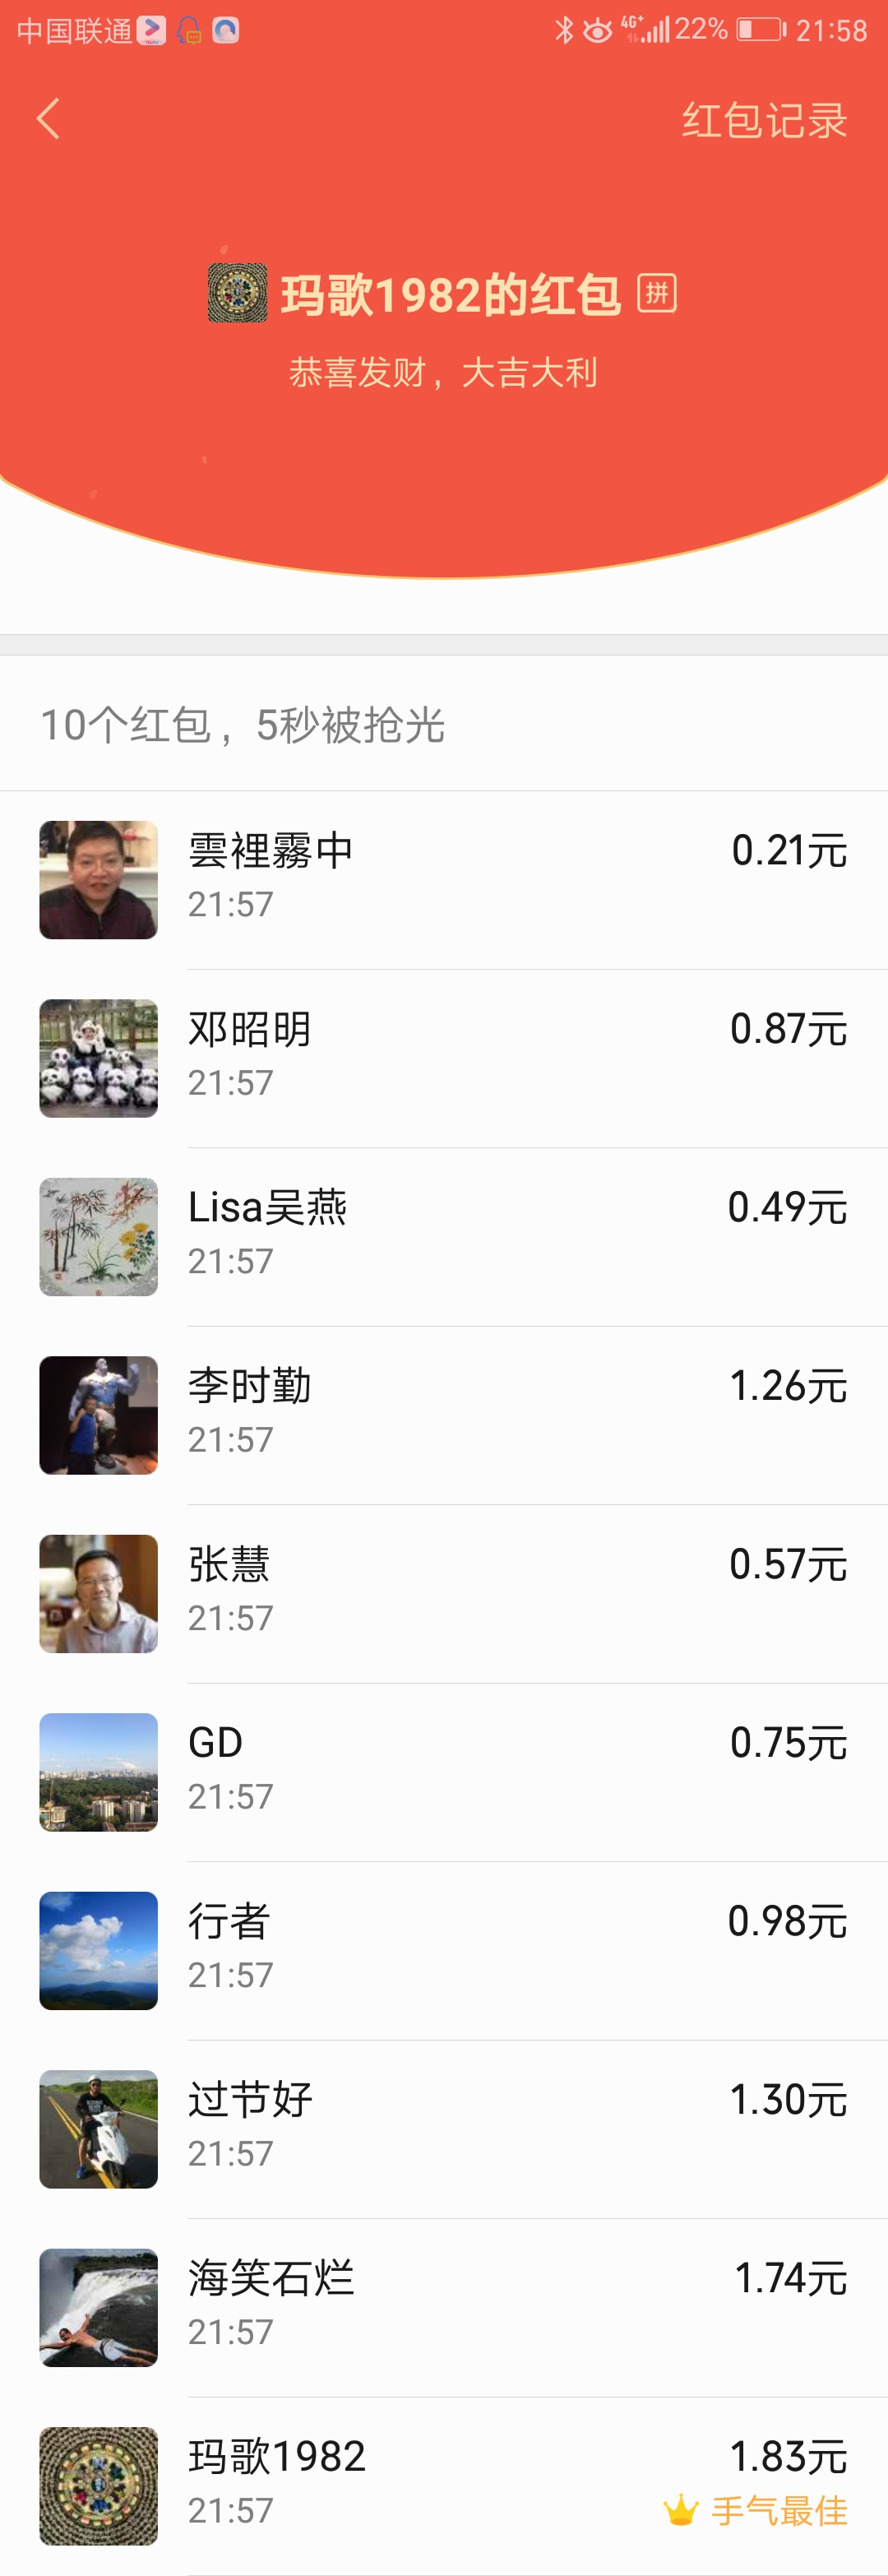 中国联通 4G+ 22% 21:58
红包记录
玛歌1982的红包 拼
恭喜发财，大吉大利
10个红包，5秒被抢光
雲裡霧中 0.21元
21:57
邓昭明 0.87元
21:57
Lisa吴燕 0.49元
21:57
李时勤 1.26元
21:57
张慧 0.57元
21:57
GD 0.75元
21:57
行者 0.98元
21:57
过节好 1.30元
21:57
海笑石烂 1.74元
21:57
玛歌1982 1.83元
21:57 手气最佳